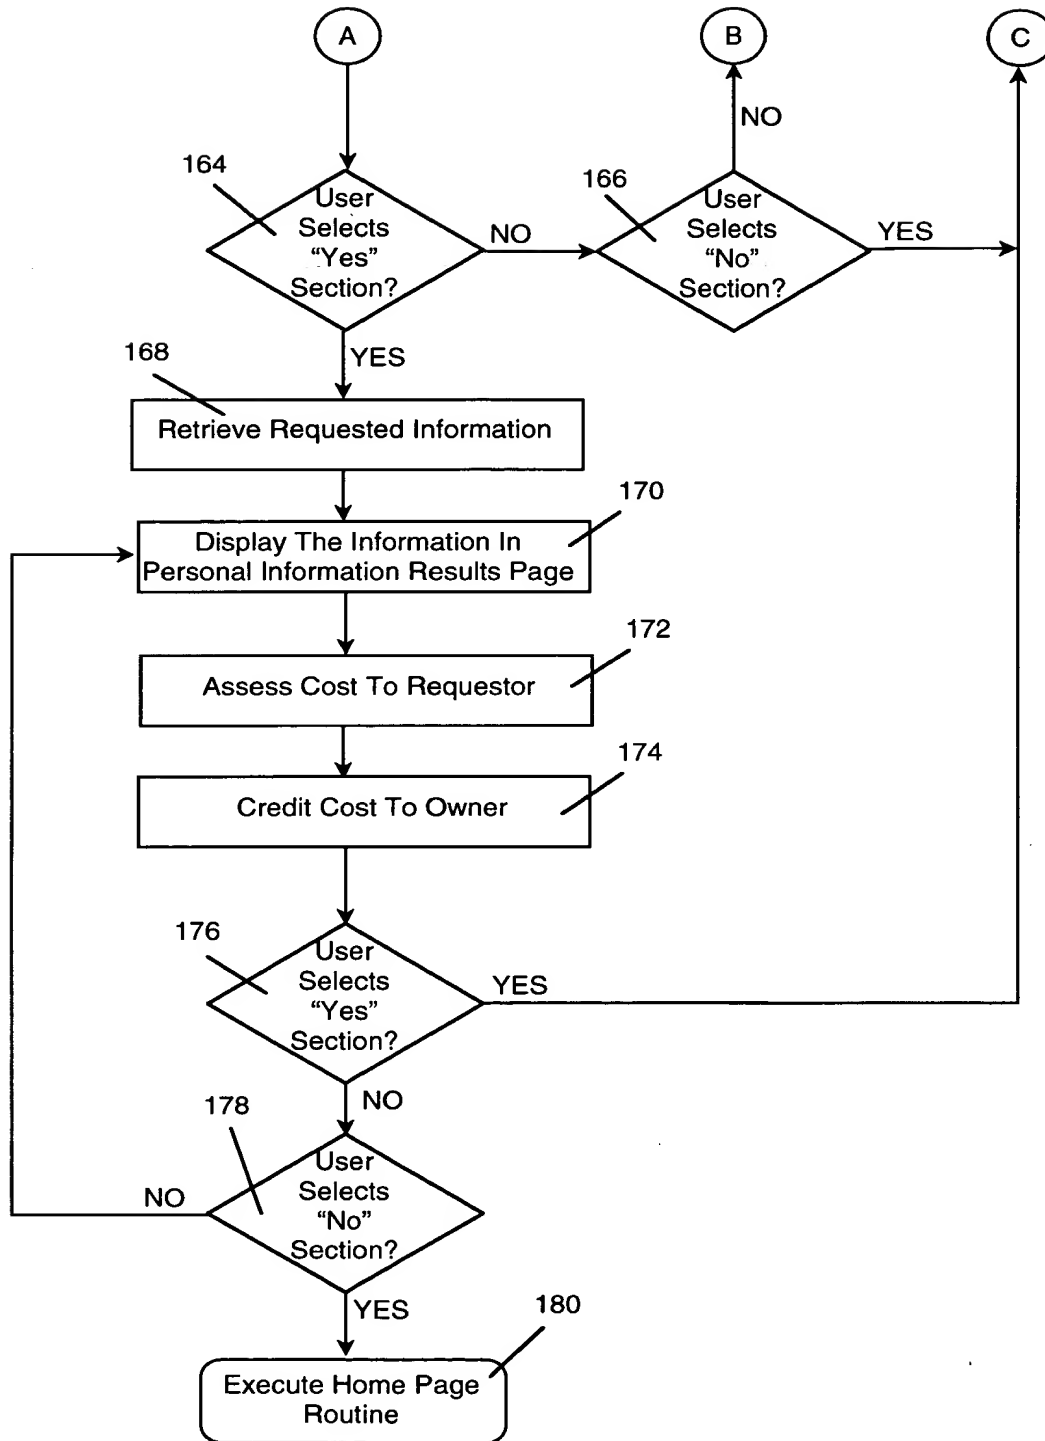 A
B
C
NO
164
User
Selects
“Yes”
Section?
NO
166
User
Selects
“No”
Section?
YES
YES
168
Retrieve Requested Information
170
Display The Information In
Personal Information Results Page
172
Assess Cost To Requestor
174
Credit Cost To Owner
176
User
Selects
“Yes”
Section?
YES
NO
178
User
Selects
“No”
Section?
NO
YES
180
Execute Home Page
Routine